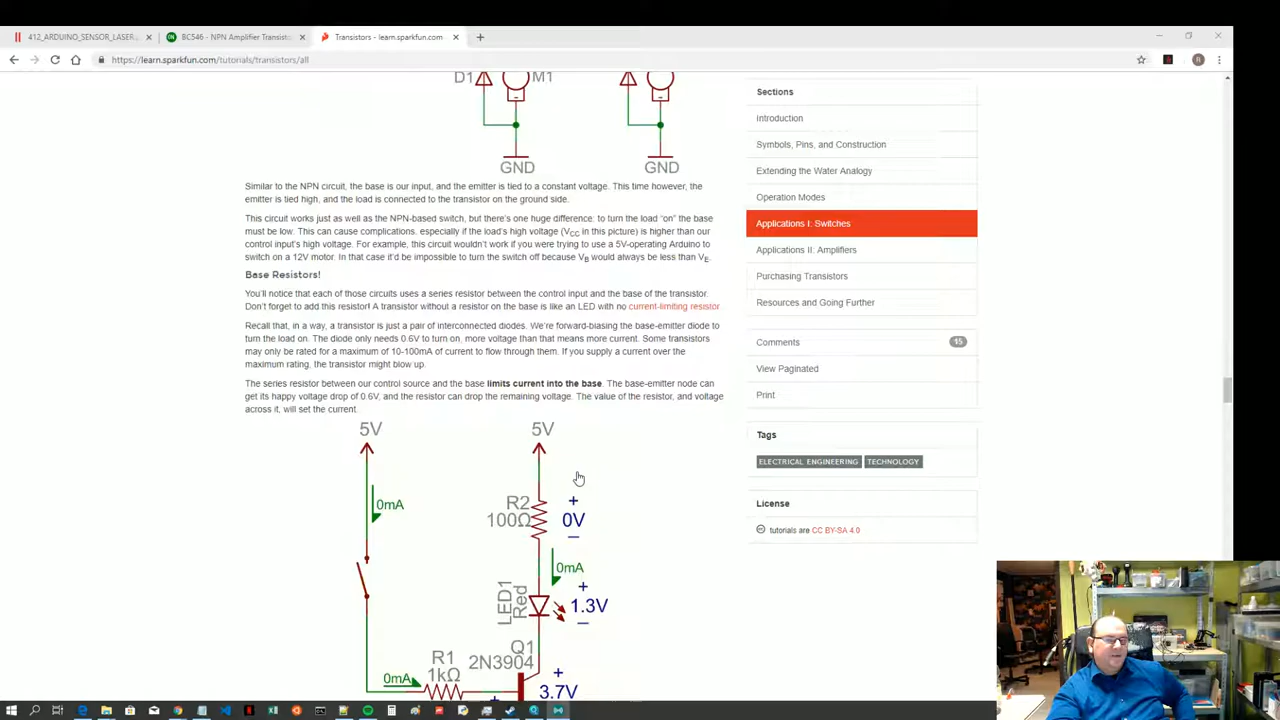 412_ARDUINO_SENSOR_LASER
BC546 - NPN Amplifier Transistor
Transistors - learn.sparkfun.com
https://learn.sparkfun.com/tutorials/transistors/all
R
D1
M1
GND
GND
Similar to the NPN circuit, the base is our input, and the emitter is tied to a constant voltage. This time however, the
emitter is tied high, and the load is connected to the transistor on the ground side.
This circuit works just as well as the NPN-based switch, but there's one huge difference: to turn the load "on" the base
must be low. This can cause complications, especially if the load's high voltage (VCC in this picture) is higher than our
control input's high voltage. For example, this circuit wouldn't work if you were trying to use a 5V-operating Arduino to
switch on a 12V motor. In that case it'd be impossible to turn the switch off because VB would always be less than VE.
Base Resistors!
You'll notice that each of those circuits uses a series resistor between the control input and the base of the transistor.
Don't forget to add this resistor! A transistor without a resistor on the base is like an LED with no current-limiting resistor.
Recall that, in a way, a transistor is just a pair of interconnected diodes. We're forward-biasing the base-emitter diode to
turn the load on. The diode only needs 0.6V to turn on, more voltage than that means more current. Some transistors
may only be rated for a maximum of 10-100mA of current to flow through them. If you supply a current over the
maximum rating, the transistor might blow up.
The series resistor between our control source and the base limits current into the base. The base-emitter node can
get its happy voltage drop of 0.6V, and the resistor can drop the remaining voltage. The value of the resistor, and voltage
across it, will set the current.
5V
5V
0mA
R2
100Ω
+
0V
−
0mA
LED1
Red
+
1.3V
−
Q1
2N3904
R1
1kΩ
0mA
+
3.7V
+
Sections
Introduction
Symbols, Pins, and Construction
Extending the Water Analogy
Operation Modes
Applications I: Switches
Applications II: Amplifiers
Purchasing Transistors
Resources and Going Further
Comments 15
View Paginated
Print
Tags
ELECTRICAL ENGINEERING TECHNOLOGY
License
tutorials are CC BY-SA 4.0